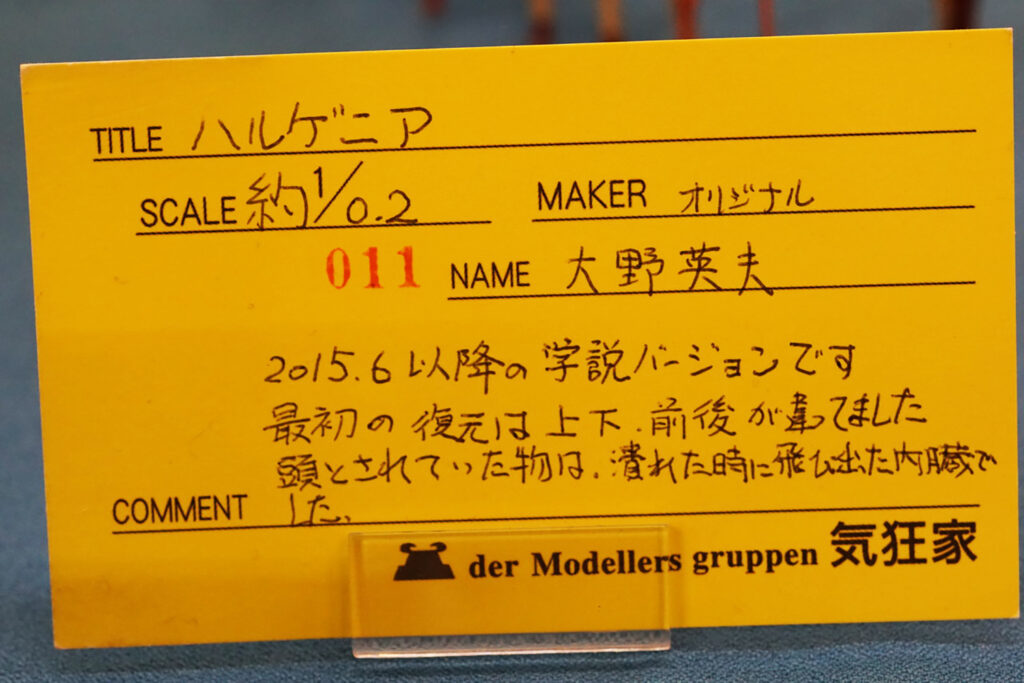 TITLE ハルゲニア
SCALE 約1/0.2 MAKER オリジナル
011 NAME 大野英夫
2015.6 以降の学説バージョンです
最初の復元は上下、前後が違ってました
頭とされていた物は、潰れた時に飛び出た内臓で
COMMENT した、
der Modellers gruppen 気狂家